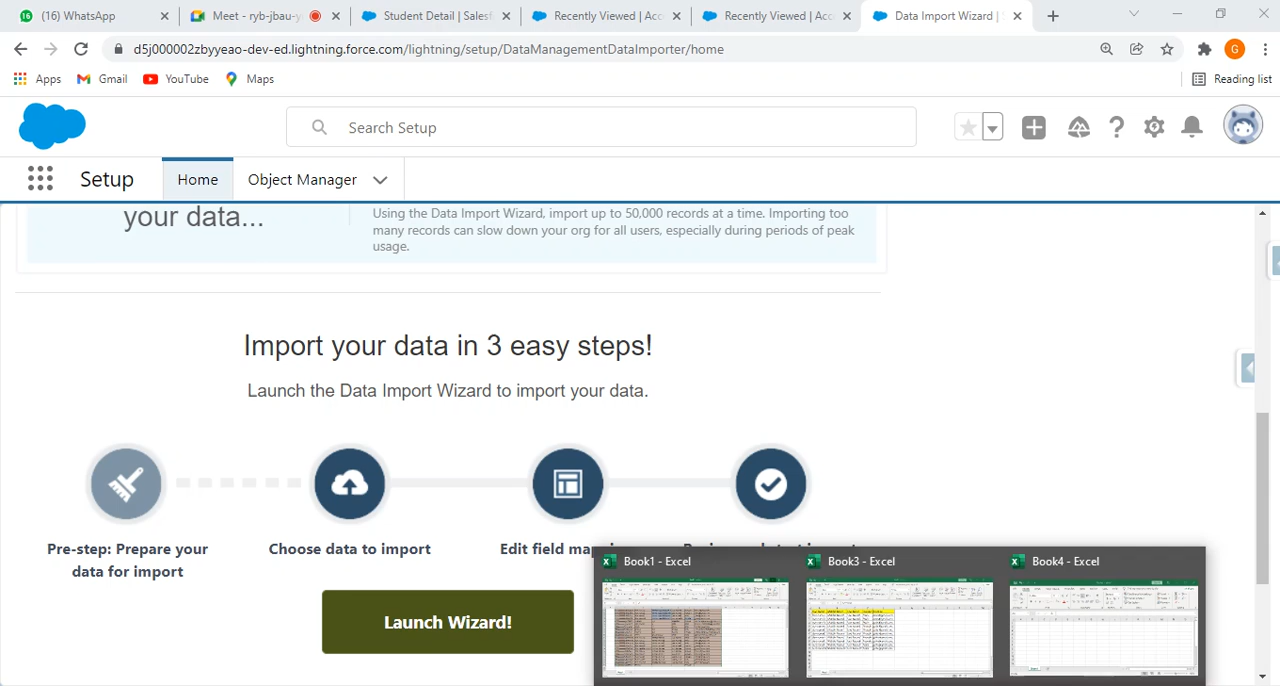 (16) WhatsApp
Meet - ryb-jbau-y
Student Detail | Salesf
Recently Viewed | Acc
Recently Viewed | Acc
Data Import Wizard |
d5j000002zbyyeao-dev-ed.lightning.force.com/lightning/setup/DataManagementDataImporter/home
G
Apps
Gmail
YouTube
Maps
Reading list
Search Setup
Setup
Home
Object Manager
your data...
Using the Data Import Wizard, import up to 50,000 records at a time. Importing too
many records can slow down your org for all users, especially during periods of peak
usage.
Import your data in 3 easy steps!
Launch the Data Import Wizard to import your data.
Pre-step: Prepare your
data for import
Choose data to import
Edit field
Launch Wizard!
Book1 - Excel
Book3 - Excel
Book4 - Excel